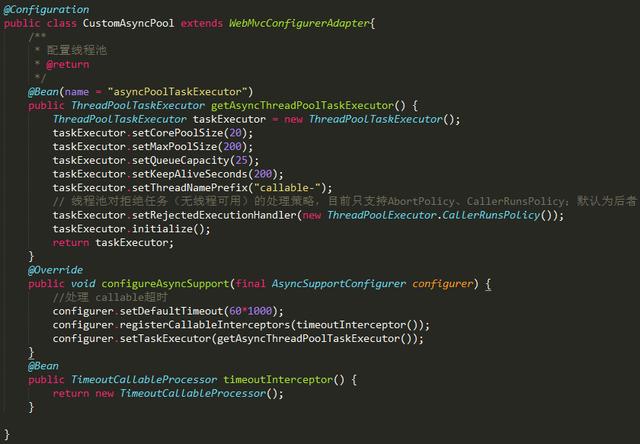 @Configuration
public class CustomAsyncPool extends WebMvcConfigurerAdapter{
    /**
     * 配置线程池
     * @return
     */
    @Bean(name = "asyncPoolTaskExecutor")
    public ThreadPoolTaskExecutor getAsyncThreadPoolTaskExecutor() {
        ThreadPoolTaskExecutor taskExecutor = new ThreadPoolTaskExecutor();
        taskExecutor.setCorePoolSize(20);
        taskExecutor.setMaxPoolSize(200);
        taskExecutor.setQueueCapacity(25);
        taskExecutor.setKeepAliveSeconds(200);
        taskExecutor.setThreadNamePrefix("callable-");
        // 线程池对拒绝任务（无线程可用）的处理策略，目前只支持AbortPolicy、CallerRunsPolicy；默认为后者
        taskExecutor.setRejectedExecutionHandler(new ThreadPoolExecutor.CallerRunsPolicy());
        taskExecutor.initialize();
        return taskExecutor;
    }
    @Override
    public void configureAsyncSupport(final AsyncSupportConfigurer configurer) {
        //处理 callable超时
        configurer.setDefaultTimeout(60*1000);
        configurer.registerCallableInterceptors(timeoutInterceptor());
        configurer.setTaskExecutor(getAsyncThreadPoolTaskExecutor());
    }
    @Bean
    public TimeoutCallableProcessor timeoutInterceptor() {
        return new TimeoutCallableProcessor();
    }
}